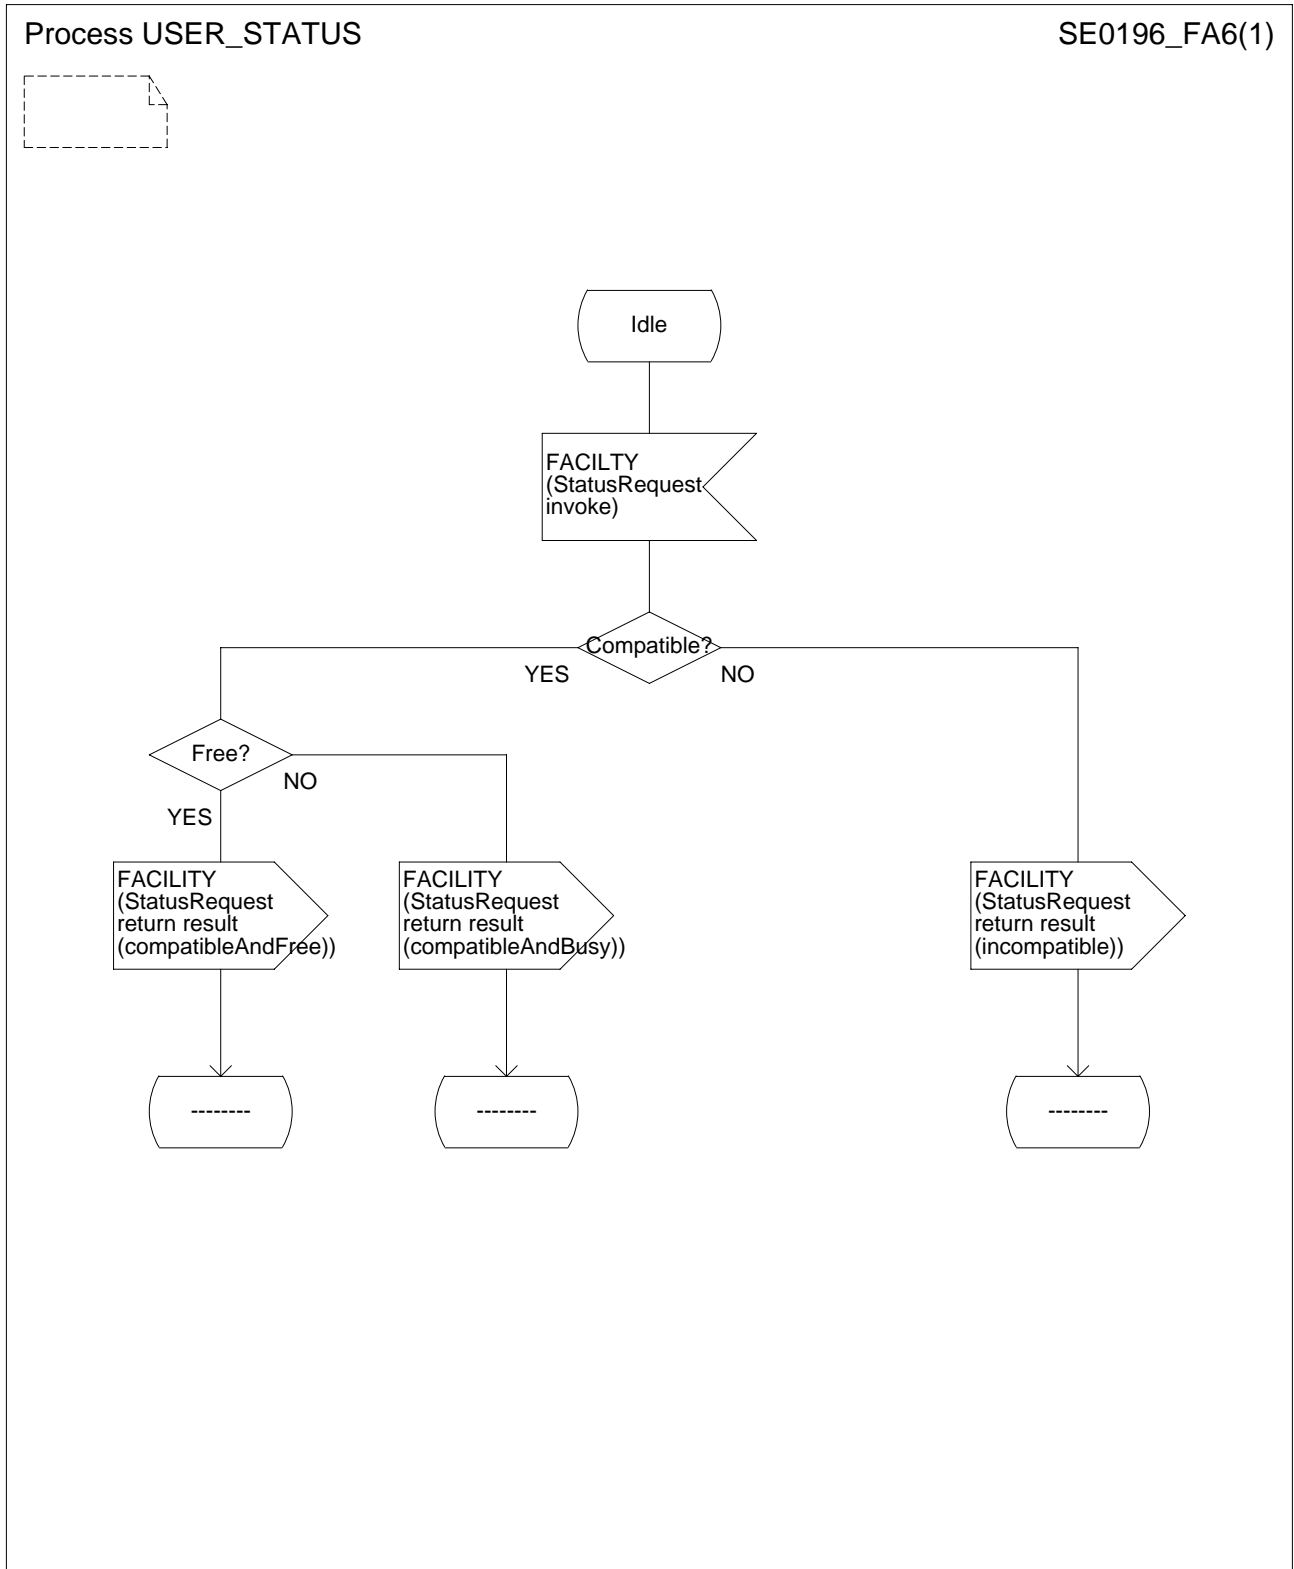 Process USER_STATUS
SE0196_FA6(1)
Idle
FACILTY
(StatusRequest
invoke)
Compatible?
YES
NO
Free?
NO
YES
FACILITY
(StatusRequest
return result
(compatibleAndFree))
FACILITY
(StatusRequest
return result
(compatibleAndBusy))
FACILITY
(StatusRequest
return result
(incompatible))
--------
--------
--------